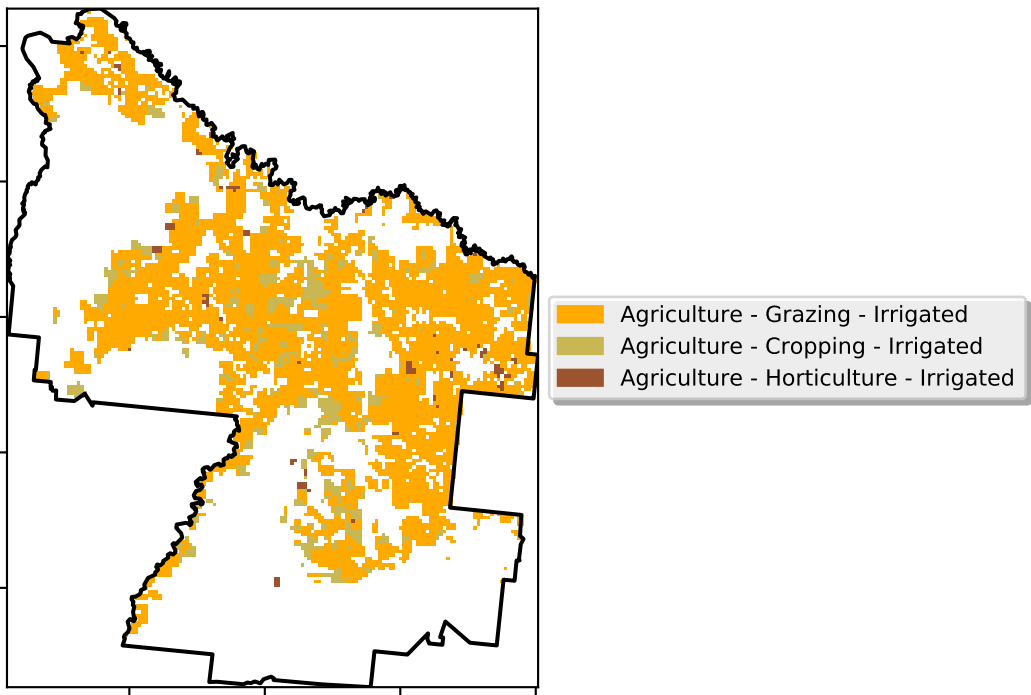 Agriculture - Grazing - Irrigated
Agriculture - Cropping - Irrigated
Agriculture - Horticulture - Irrigated